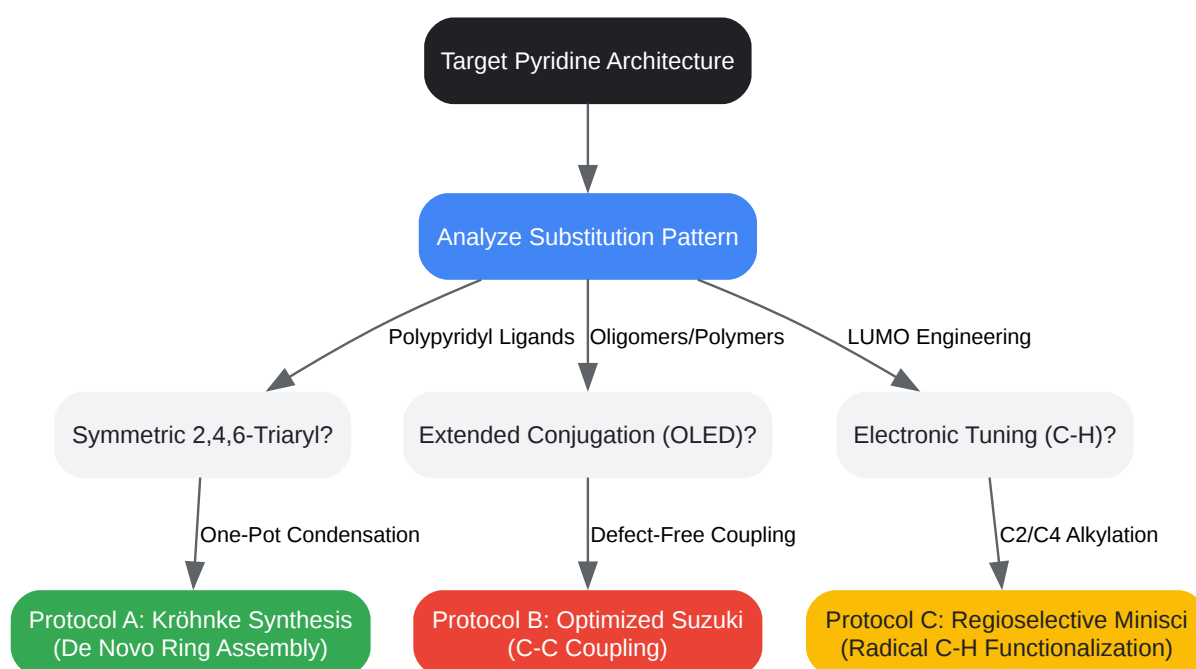 Target Pyridine Architecture
Analyze Substitution Pattern
Polypyridyl Ligands
Oligomers/Polymers
LUMO Engineering
Symmetric 2,4,6-Triaryl?
Extended Conjugation (OLED)?
Electronic Tuning (C-H)?
One-Pot Condensation
Defect-Free Coupling
C2/C4 Alkylation
Protocol A: Kröhnke Synthesis
(De Novo Ring Assembly)
Protocol B: Optimized Suzuki
(C-C Coupling)
Protocol C: Regioselective Minisci
(Radical C-H Functionalization)